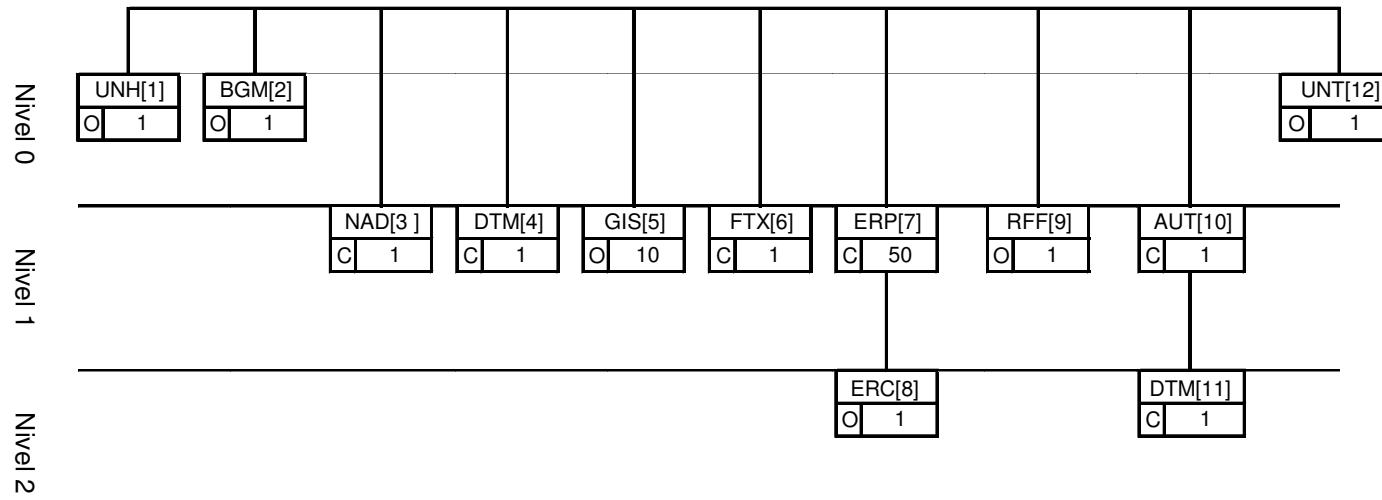 UNH[1] BGM[2] UNT[12]
O 1 O 1 O 1
Nivel 0
NAD[3 ] DTM[4] GIS[5] FTX[6] ERP[7] RFF[9] AUT[10]
C 1 C 1 O 10 C 1 C 50 O 1 C 1
Nivel 1
ERC[8] DTM[11]
O 1 C 1
Nivel 2